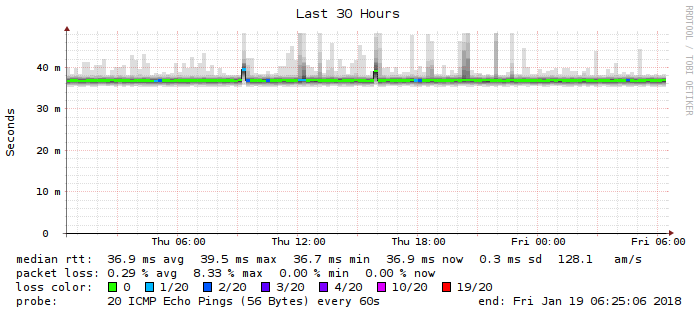 Last 30 Hours
RRDTOOL / TOBI OETIKER
Seconds
40 m
30 m
20 m
10 m
0
Thu 06:00 Thu 12:00 Thu 18:00 Fri 00:00 Fri 06:00
median rtt: 36.9 ms avg 39.5 ms max 36.7 ms min 36.9 ms now 0.3 ms sd 128.1 am/s
packet loss: 0.29 % avg 8.33 % max 0.00 % min 0.00 % now
loss color: 0 1/20 2/20 3/20 4/20 10/20 19/20
probe: 20 ICMP Echo Pings (56 Bytes) every 60s end: Fri Jan 19 06:25:06 2018